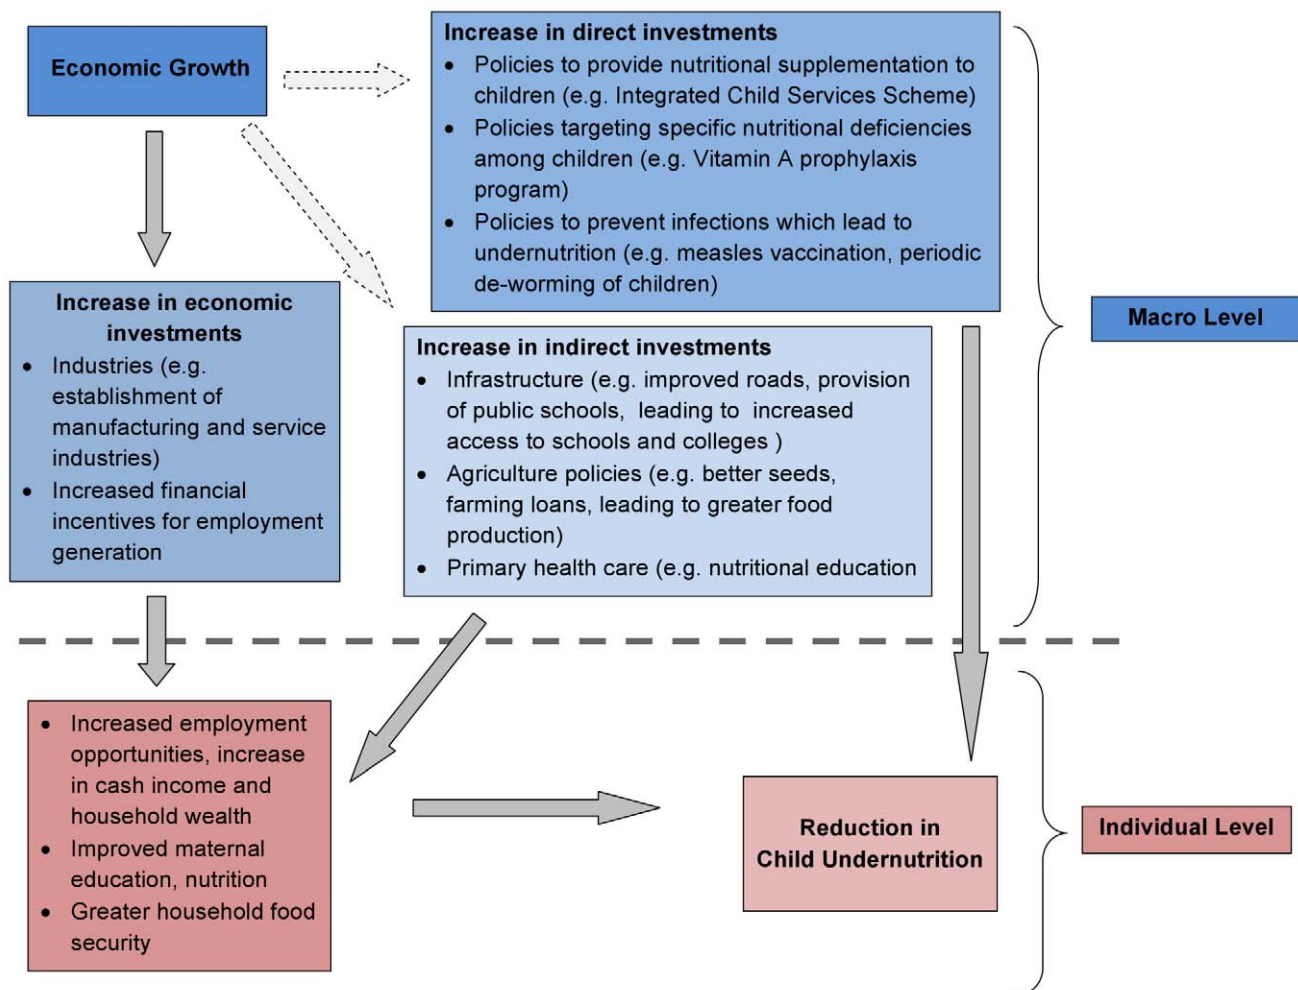 Economic Growth
Increase in direct investments
• Policies to provide nutritional supplementation to
children (e.g. Integrated Child Services Scheme)
• Policies targeting specific nutritional deficiencies
among children (e.g. Vitamin A prophylaxis
program)
• Policies to prevent infections which lead to
undernutrition (e.g. measles vaccination, periodic
de-worming of children)
Increase in economic
investments
• Industries (e.g.
establishment of
manufacturing and service
industries)
• Increased financial
incentives for employment
generation
Increase in indirect investments
• Infrastructure (e.g. improved roads, provision
of public schools, leading to increased
access to schools and colleges )
• Agriculture policies (e.g. better seeds,
farming loans, leading to greater food
production)
• Primary health care (e.g. nutritional education
Macro Level
• Increased employment
opportunities, increase
in cash income and
household wealth
• Improved maternal
education, nutrition
• Greater household food
security
Reduction in
Child Undernutrition
Individual Level